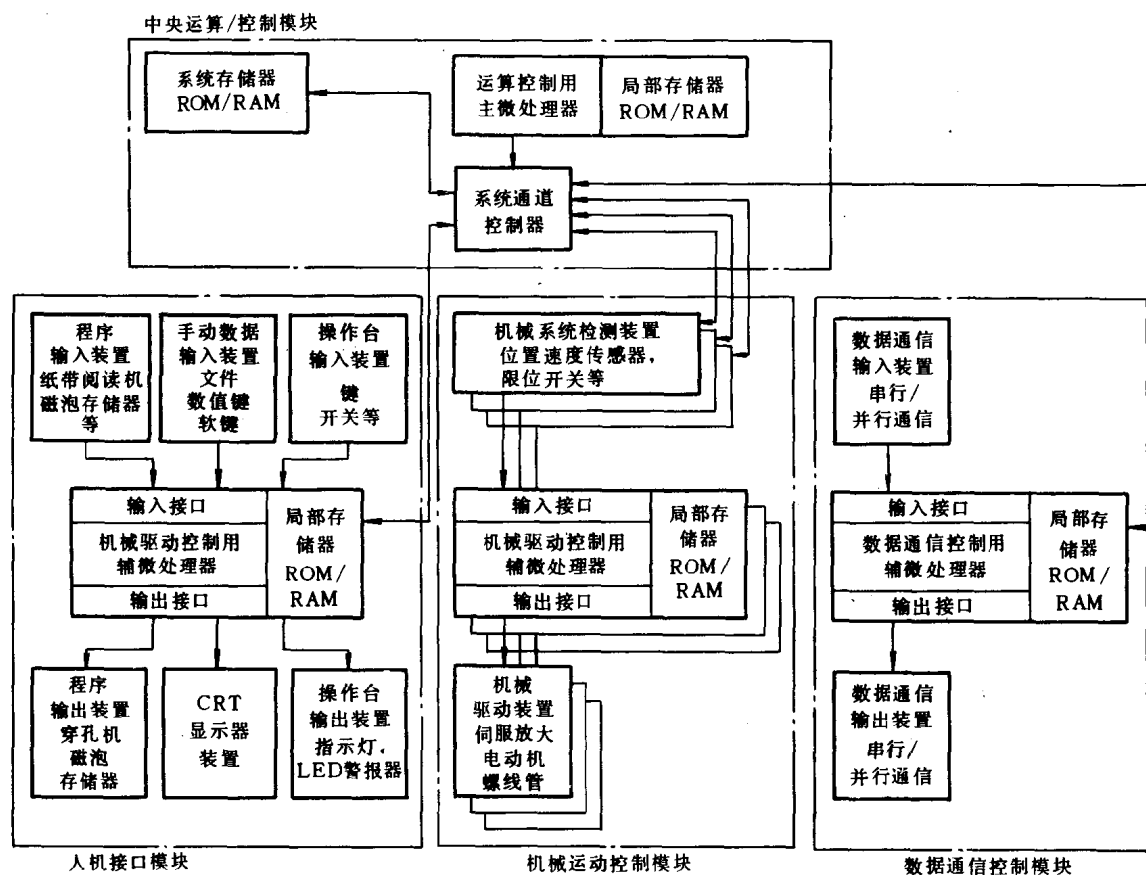 中央运算/控制模块
系统存储器
ROM/RAM
运算控制用
主微处理器
局部存储器
ROM/RAM
系统通道
控制器
程序
输入装置
纸带阅读机
磁泡存储器
等
手动数据
输入装置
文件
数值键
软键
操作台
输入装置
键
开关等
输入接口
机械驱动控制用
辅微处理器
输出接口
局部存
储器
ROM/
RAM
程序
输出装置
穿孔机
磁泡
存储器
CRT
显示器
装置
操作台
输出装置
指示灯,
LED警报器
人机接口模块
机械系统检测装置
位置速度传感器,
限位开关等
输入接口
机械驱动控制用
辅微处理器
输出接口
局部存
储器
ROM/
RAM
机械
驱动装置
伺服放大
电动机
螺线管
机械运动控制模块
数据通信
输入装置
串行/
并行通信
输入接口
数据通信控制用
辅微处理器
输出接口
局部存
储器
ROM/
RAM
数据通信
输出装置
串行/
并行通信
数据通信控制模块